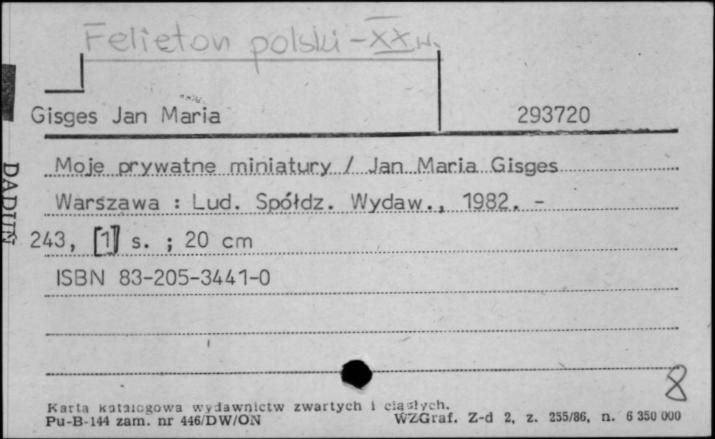 Felieton polski - XX w.
Gisges Jan Maria 293720
Moje prywatne miniatury / Jan Maria Gisges
Warszawa : Lud. Spółdz. Wydaw., 1982. -
243, [1] s. ; 20 cm
ISBN 83-205-3441-0
8
Karta katalogowa wydawnictw zwartych i ciągłych.
Pu-B-144 zam. nr 446/DW/ON WZGraf. Z-d 2, z. 255/86, n. 6 350 000